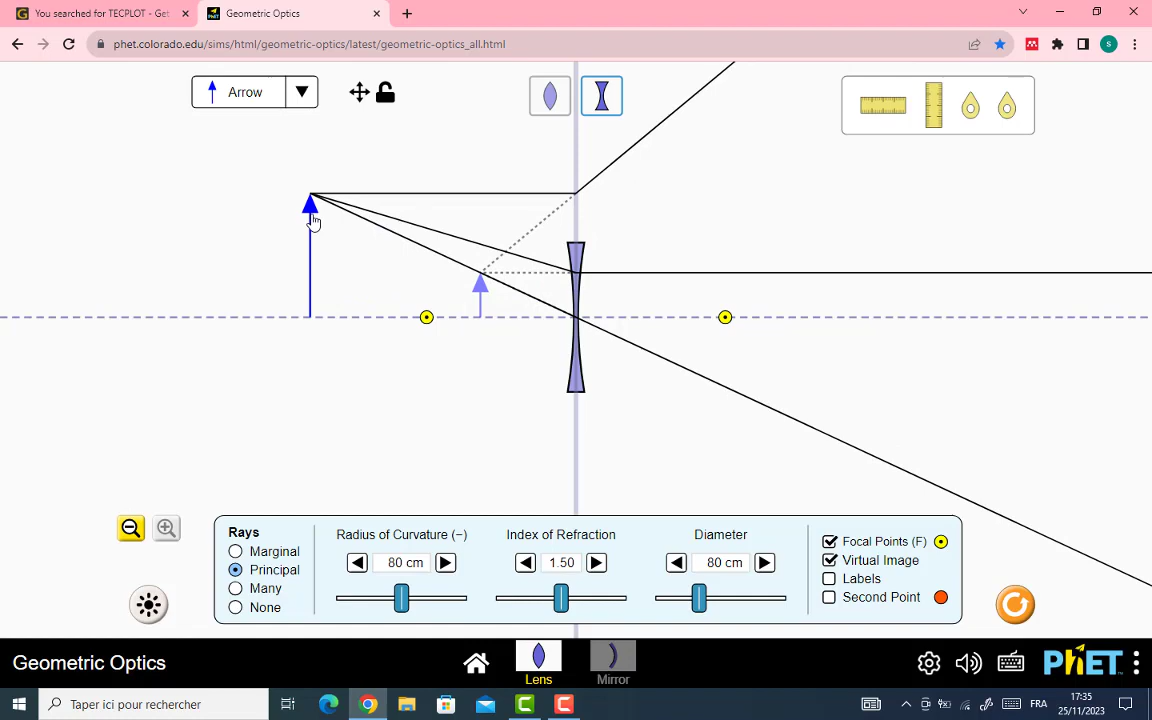 You searched for TECPLOT - Get
Geometric Optics
phet.colorado.edu/sims/html/geometric-optics/latest/geometric-optics_all.html
S
Arrow
Rays
Marginal
Principal
Many
None
Radius of Curvature (−)
80 cm
Index of Refraction
1.50
Diameter
80 cm
Focal Points (F)
Virtual Image
Labels
Second Point
Geometric Optics
Lens
Mirror
PhET
Taper ici pour rechercher
FRA
17:35
25/11/2023